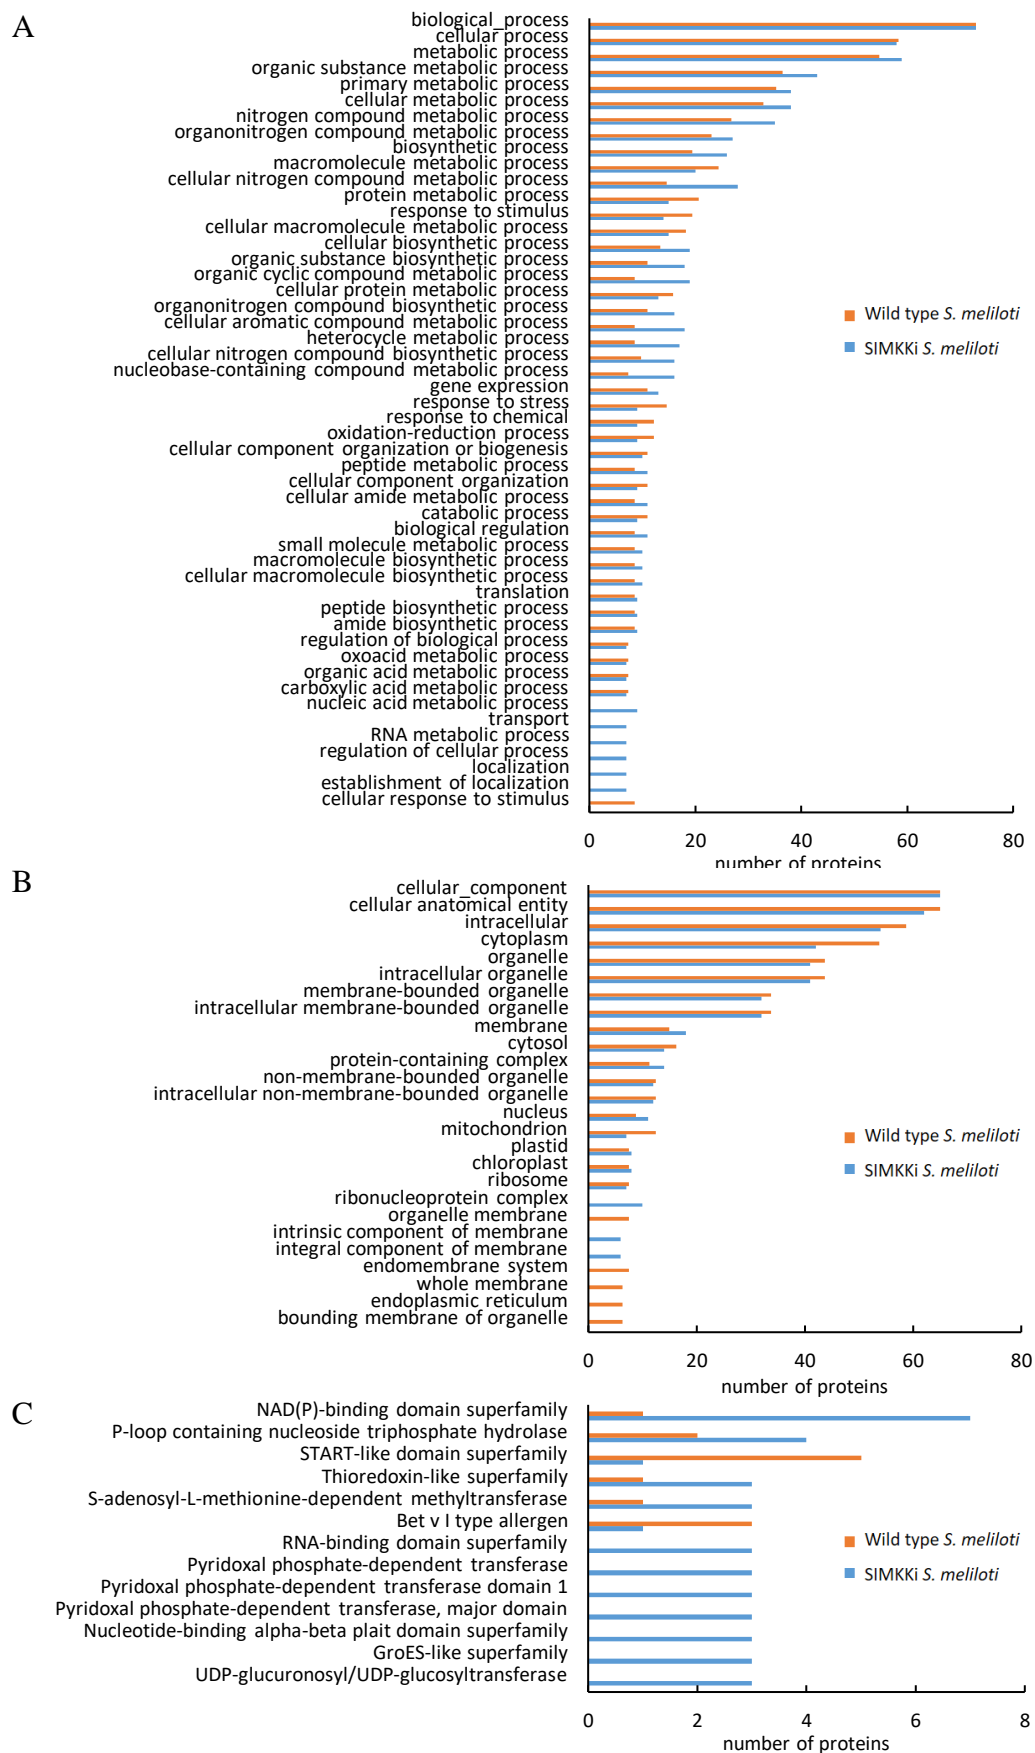 A
biological_process
cellular process
metabolic process
organic substance metabolic process
primary metabolic process
cellular metabolic process
nitrogen compound metabolic process
organonitrogen compound metabolic process
biosynthetic process
macromolecule metabolic process
cellular nitrogen compound metabolic process
protein metabolic process
response to stimulus
cellular macromolecule metabolic process
cellular biosynthetic process
organic substance biosynthetic process
organic cyclic compound metabolic process
cellular protein metabolic process
organonitrogen compound biosynthetic process
cellular aromatic compound metabolic process
heterocycle metabolic process
cellular nitrogen compound biosynthetic process
nucleobase-containing compound metabolic process
gene expression
response to stress
response to chemical
oxidation-reduction process
cellular component organization or biogenesis
peptide metabolic process
cellular component organization
cellular amide metabolic process
catabolic process
biological regulation
small molecule metabolic process
macromolecule biosynthetic process
cellular macromolecule biosynthetic process
translation
peptide biosynthetic process
amide biosynthetic process
regulation of biological process
oxoacid metabolic process
organic acid metabolic process
carboxylic acid metabolic process
nucleic acid metabolic process
transport
RNA metabolic process
regulation of cellular process
localization
establishment of localization
cellular response to stimulus
Wild type S. meliloti
SIMKKi S. meliloti
0 20 40 60 80
number of proteins
B
cellular_component
cellular anatomical entity
intracellular
cytoplasm
organelle
intracellular organelle
membrane-bounded organelle
intracellular membrane-bounded organelle
membrane
cytosol
protein-containing complex
non-membrane-bounded organelle
intracellular non-membrane-bounded organelle
nucleus
mitochondrion
plastid
chloroplast
ribosome
ribonucleoprotein complex
organelle membrane
intrinsic component of membrane
integral component of membrane
endomembrane system
whole membrane
endoplasmic reticulum
bounding membrane of organelle
Wild type S. meliloti
SIMKKi S. meliloti
0 20 40 60 80
number of proteins
C
NAD(P)-binding domain superfamily
P-loop containing nucleoside triphosphate hydrolase
START-like domain superfamily
Thioredoxin-like superfamily
S-adenosyl-L-methionine-dependent methyltransferase
Bet v I type allergen
RNA-binding domain superfamily
Pyridoxal phosphate-dependent transferase
Pyridoxal phosphate-dependent transferase domain 1
Pyridoxal phosphate-dependent transferase, major domain
Nucleotide-binding alpha-beta plait domain superfamily
GroES-like superfamily
UDP-glucuronosyl/UDP-glucosyltransferase
Wild type S. meliloti
SIMKKi S. meliloti
0 2 4 6 8
number of proteins